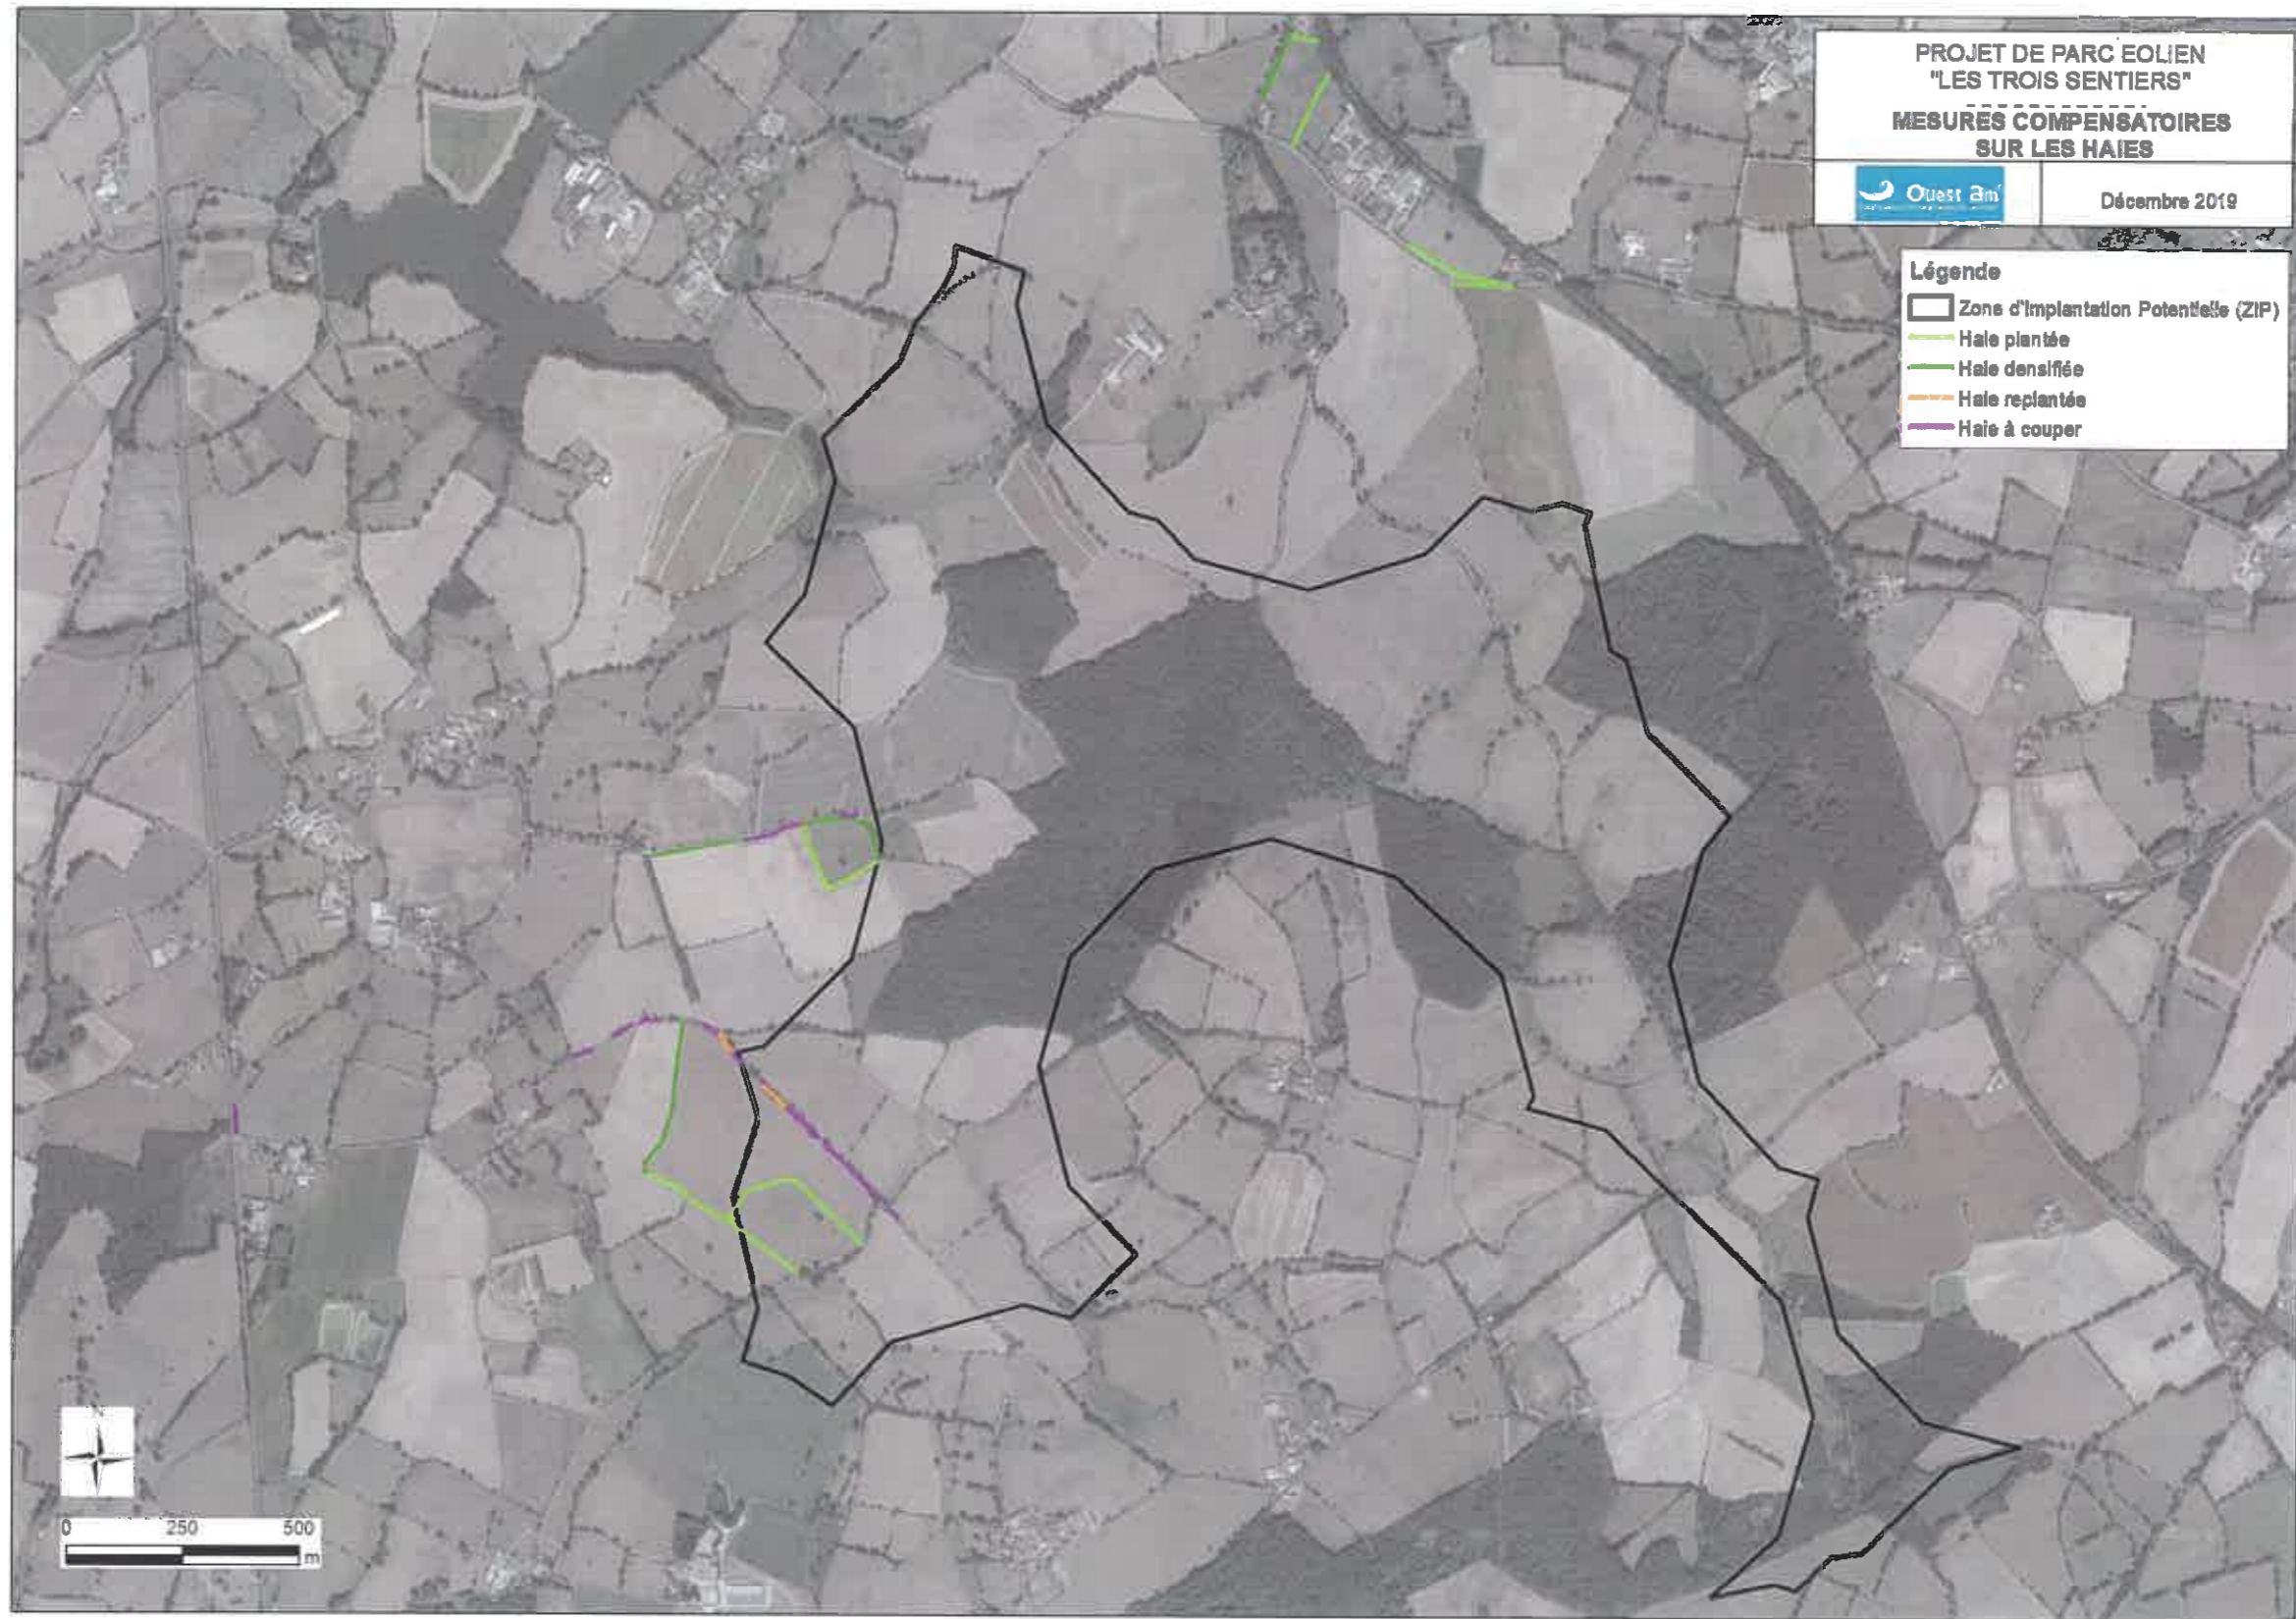 PROJET DE PARC EOLIEN
"LES TROIS SENTIERS"
MESURES COMPENSATOIRES
SUR LES HAIES
Ouest am'
Décembre 2019
Légende
Zone d'Implantation Potentielle (ZIP)
Haie plantée
Haie densifiée
Haie replantée
Haie à couper
0 250 500
m